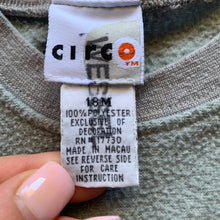 CIRCO
TM
18M
100% POLYESTER
EXCLUSIVE OF
DECORATION
RN #17730
MADE IN MACAU
SEE REVERSE SIDE
FOR CARE
INSTRUCTION